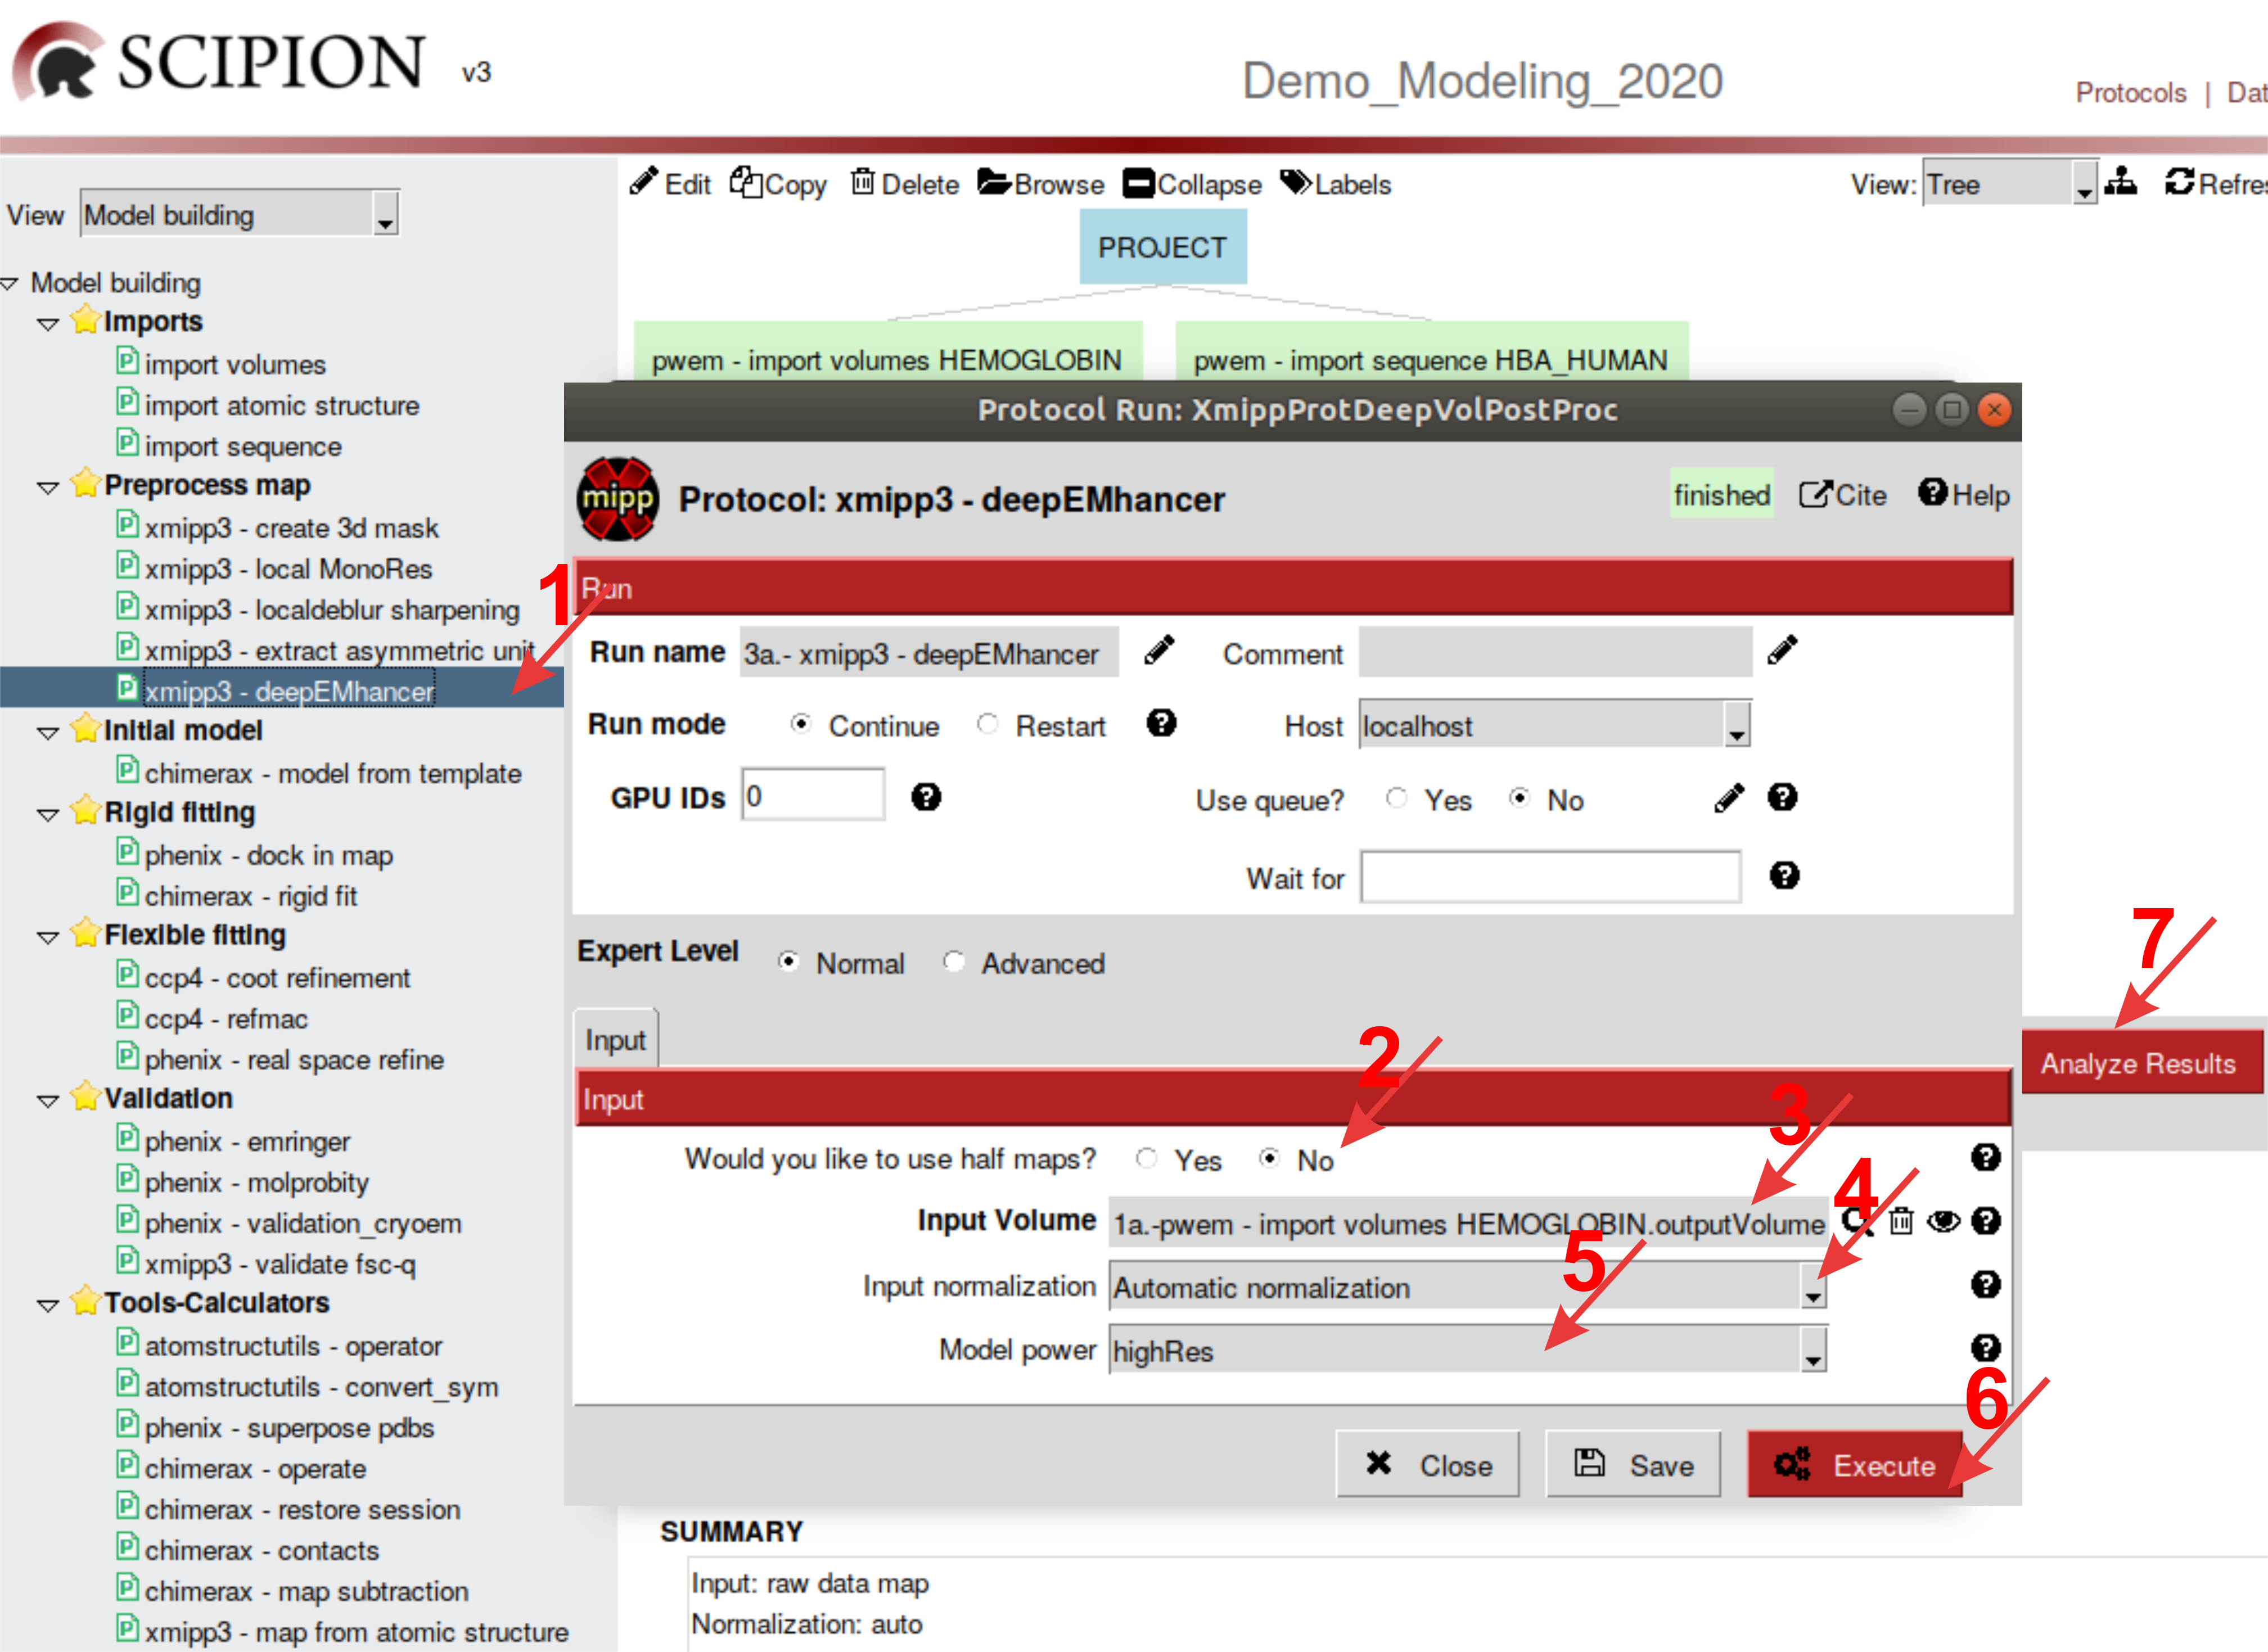 SCIPION v3
Demo_Modeling_2020
Protocols | Dat
View Model building
Model building
Imports
import volumes
import atomic structure
import sequence
Preprocess map
xmipp3 - create 3d mask
xmipp3 - local MonoRes
xmipp3 - localdeblur sharpening
xmipp3 - extract asymmetric unit
xmipp3 - deepEMhancer
Initial model
chimerax - model from template
Rigid fitting
phenix - dock in map
chimerax - rigid fit
Flexible fitting
ccp4 - coot refinement
ccp4 - refmac
phenix - real space refine
Validation
phenix - emringer
phenix - molprobity
phenix - validation_cryoem
xmipp3 - validate fsc-q
Tools-Calculators
atomstructutils - operator
atomstructutils - convert_sym
phenix - superpose pdbs
chimerax - operate
chimerax - restore session
chimerax - contacts
chimerax - map subtraction
xmipp3 - map from atomic structure
Edit Copy Delete Browse Collapse Labels
View: Tree Refres
PROJECT
pwem - import volumes HEMOGLOBIN
pwem - import sequence HBA_HUMAN
Protocol Run: XmippProtDeepVolPostProc
mipp Protocol: xmipp3 - deepEMhancer
finished Cite Help
1
Run
Run name 3a.- xmipp3 - deepEMhancer Comment
Run mode Continue Restart Host localhost
GPU IDs 0 Use queue? Yes No
Wait for
Expert Level Normal Advanced
7
Analyze Results
Input
2
Input
3
Would you like to use half maps? Yes No
4
Input Volume 1a.-pwem - import volumes HEMOGLOBIN.outputVolume
5
Input normalization Automatic normalization
Model power highRes
6
Close Save Execute
SUMMARY
Input: raw data map
Normalization: auto